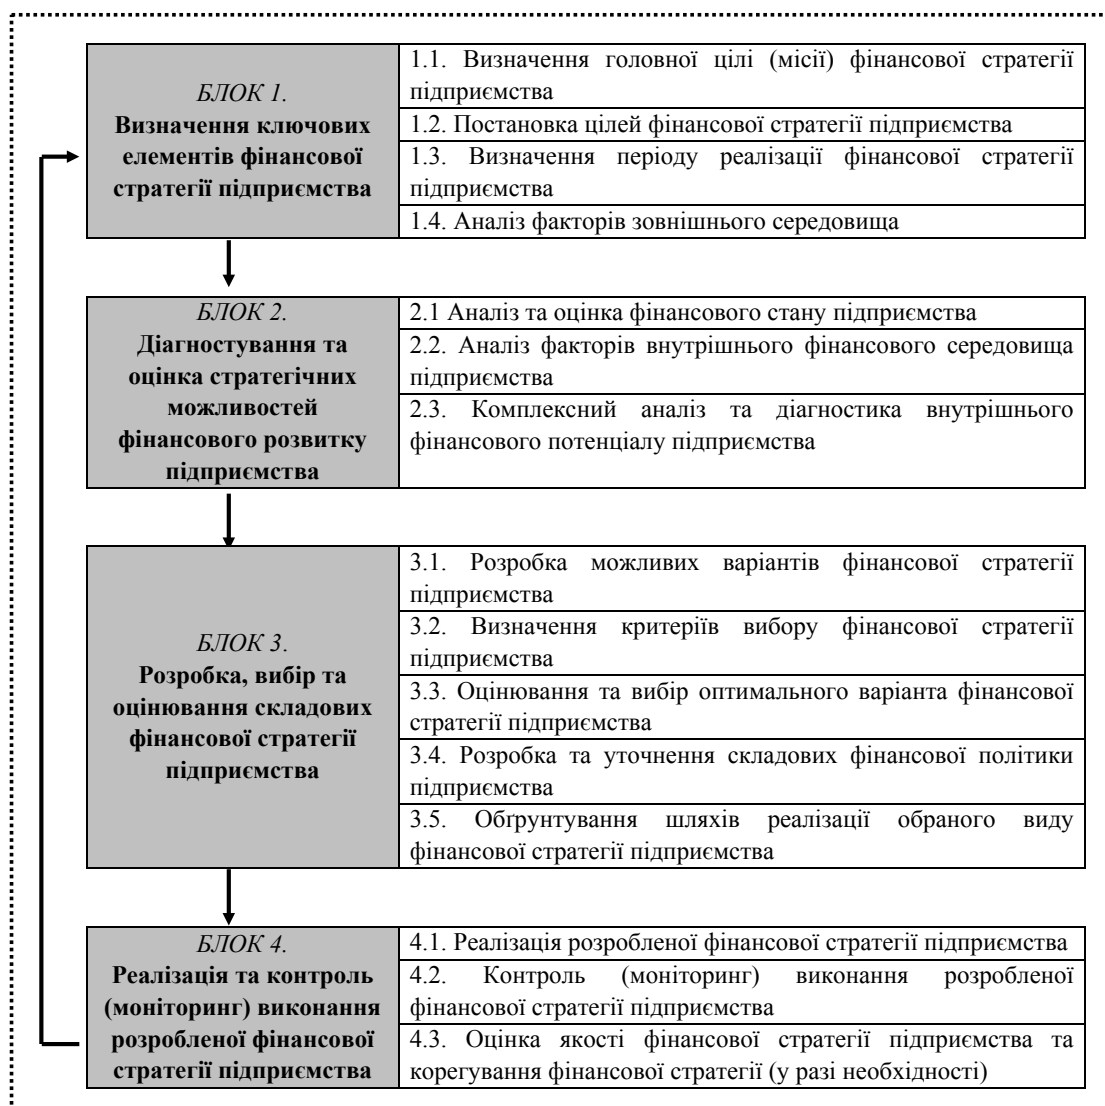 БЛОК 1.
Визначення ключових
елементів фінансової
стратегії підприємства
1.1. Визначення головної цілі (місії) фінансової стратегії
підприємства
1.2. Постановка цілей фінансової стратегії підприємства
1.3. Визначення періоду реалізації фінансової стратегії
підприємства
1.4. Аналіз факторів зовнішнього середовища
БЛОК 2.
Діагностування та
оцінка стратегічних
можливостей
фінансового розвитку
підприємства
2.1 Аналіз та оцінка фінансового стану підприємства
2.2. Аналіз факторів внутрішнього фінансового середовища
підприємства
2.3. Комплексний аналіз та діагностика внутрішнього
фінансового потенціалу підприємства
БЛОК 3.
Розробка, вибір та
оцінювання складових
фінансової стратегії
підприємства
3.1. Розробка можливих варіантів фінансової стратегії
підприємства
3.2. Визначення критеріїв вибору фінансової стратегії
підприємства
3.3. Оцінювання та вибір оптимального варіанта фінансової
стратегії підприємства
3.4. Розробка та уточнення складових фінансової політики
підприємства
3.5. Обґрунтування шляхів реалізації обраного виду
фінансової стратегії підприємства
БЛОК 4.
Реалізація та контроль
(моніторинг) виконання
розробленої фінансової
стратегії підприємства
4.1. Реалізація розробленої фінансової стратегії підприємства
4.2. Контроль (моніторинг) виконання розробленої
фінансової стратегії підприємства
4.3. Оцінка якості фінансової стратегії підприємства та
корегування фінансової стратегії (у разі необхідності)